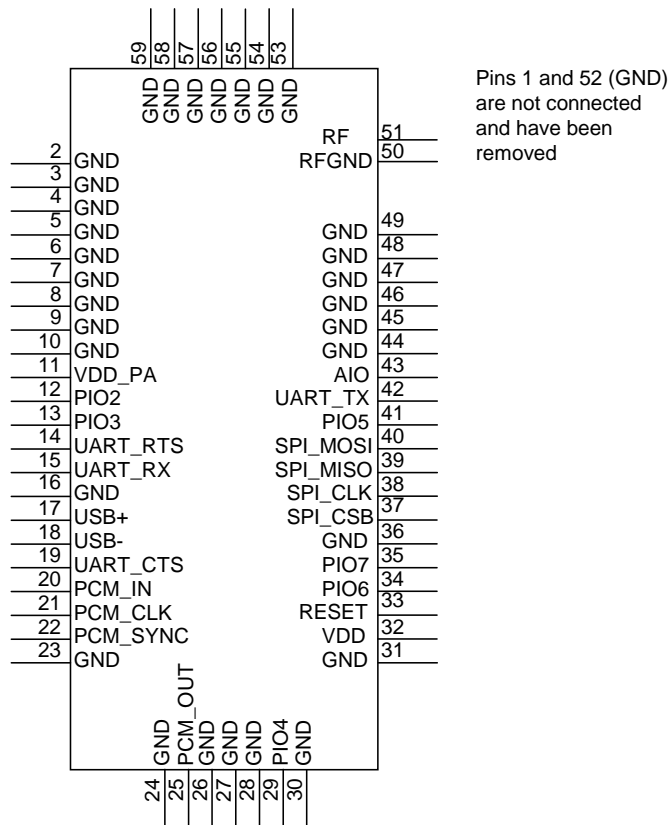 59
58
57
56
55
54
53
GND
GND
GND
GND
GND
GND
GND
Pins 1 and 52 (GND)
are not connected
and have been
removed
RF 51
RFGND 50
2 GND
3 GND
4 GND
5 GND
6 GND
7 GND
8 GND
9 GND
10 GND
11 VDD_PA
12 PIO2
13 PIO3
14 UART_RTS
15 UART_RX
16 GND
17 USB+
18 USB-
19 UART_CTS
20 PCM_IN
21 PCM_CLK
22 PCM_SYNC
23 GND
GND 49
GND 48
GND 47
GND 46
GND 45
GND 44
AIO 43
UART_TX 42
PIO5 41
SPI_MOSI 40
SPI_MISO 39
SPI_CLK 38
SPI_CSB 37
GND 36
PIO7 35
PIO6 34
RESET 33
VDD 32
GND 31
GND
PCM_OUT
GND
GND
GND
PIO4
GND
24
25
26
27
28
29
30